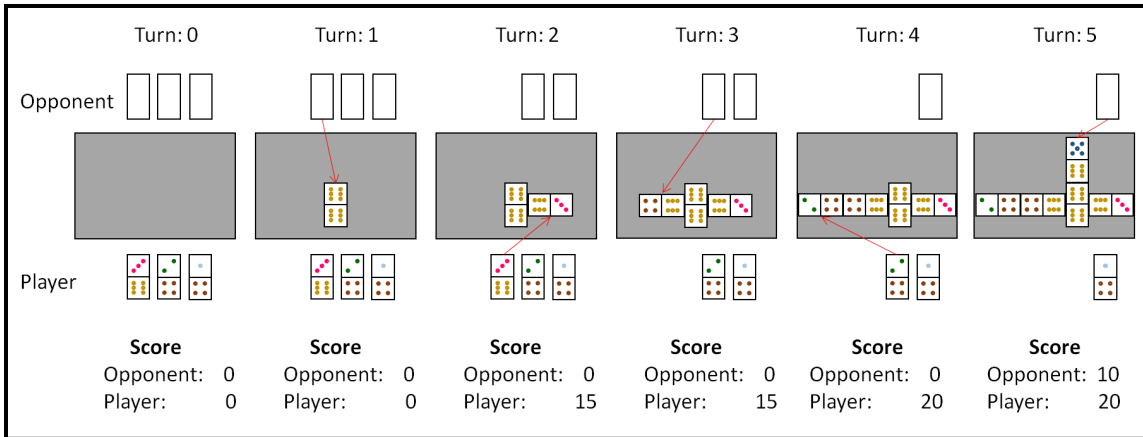 Turn: 0 Turn: 1 Turn: 2 Turn: 3 Turn: 4 Turn: 5
Opponent
Player
Score Score Score Score Score Score
Opponent: 0 Opponent: 0 Opponent: 0 Opponent: 0 Opponent: 0 Opponent: 10
Player: 0 Player: 0 Player: 15 Player: 15 Player: 20 Player: 20